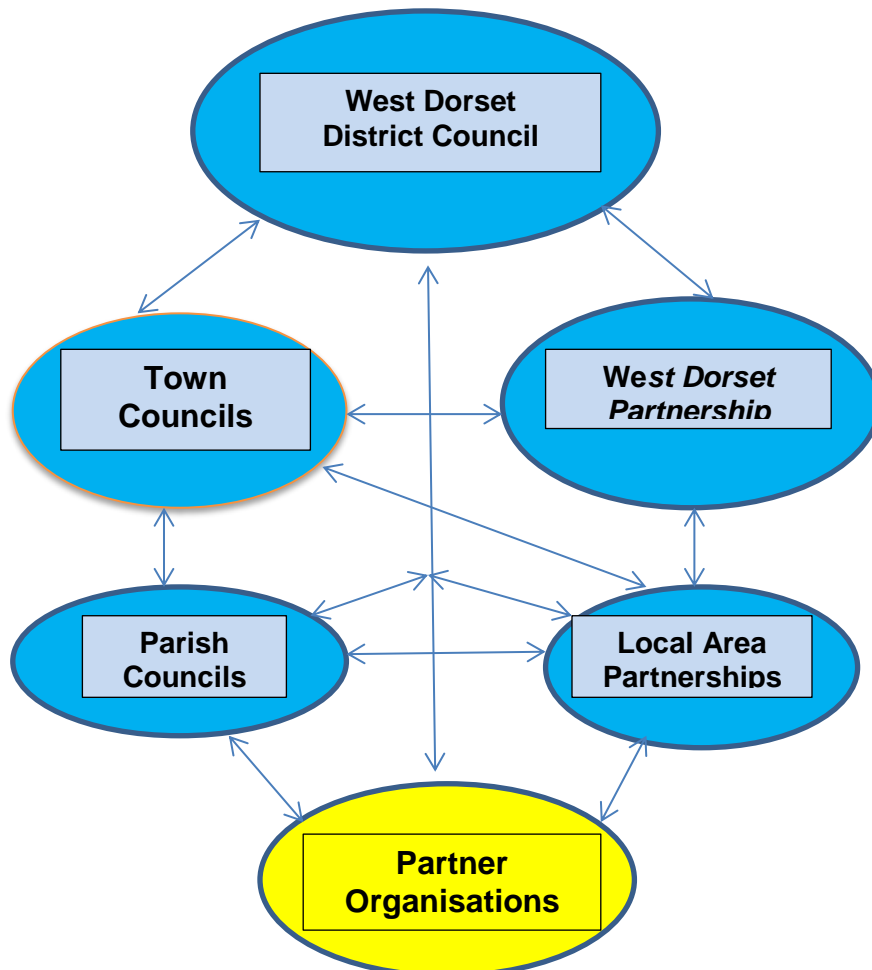 West Dorset
District Council
Town
Councils
West Dorset
Partnership
Parish
Councils
Local Area
Partnerships
Partner
Organisations